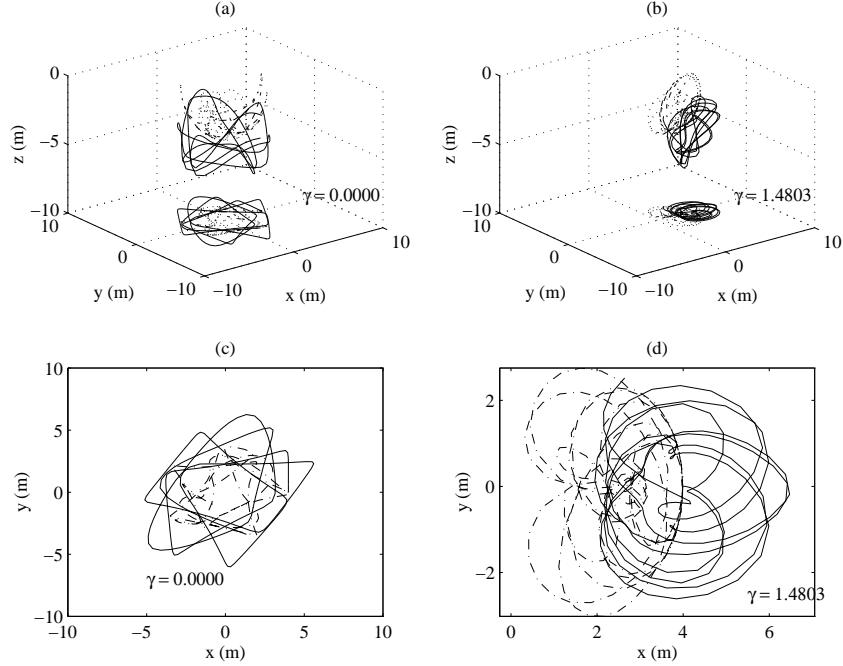 (a)
0
−5
−10
z (m)
10
0
−10
y (m)
−10
0
10
x (m)
γ = 0.0000
(b)
0
−5
−10
z (m)
10
0
−10
y (m)
−10
0
10
x (m)
γ = 1.4803
(c)
10
5
0
−5
−10
y (m)
−10
−5
0
5
10
x (m)
γ = 0.0000
(d)
2
0
−2
y (m)
0
2
4
6
x (m)
γ = 1.4803